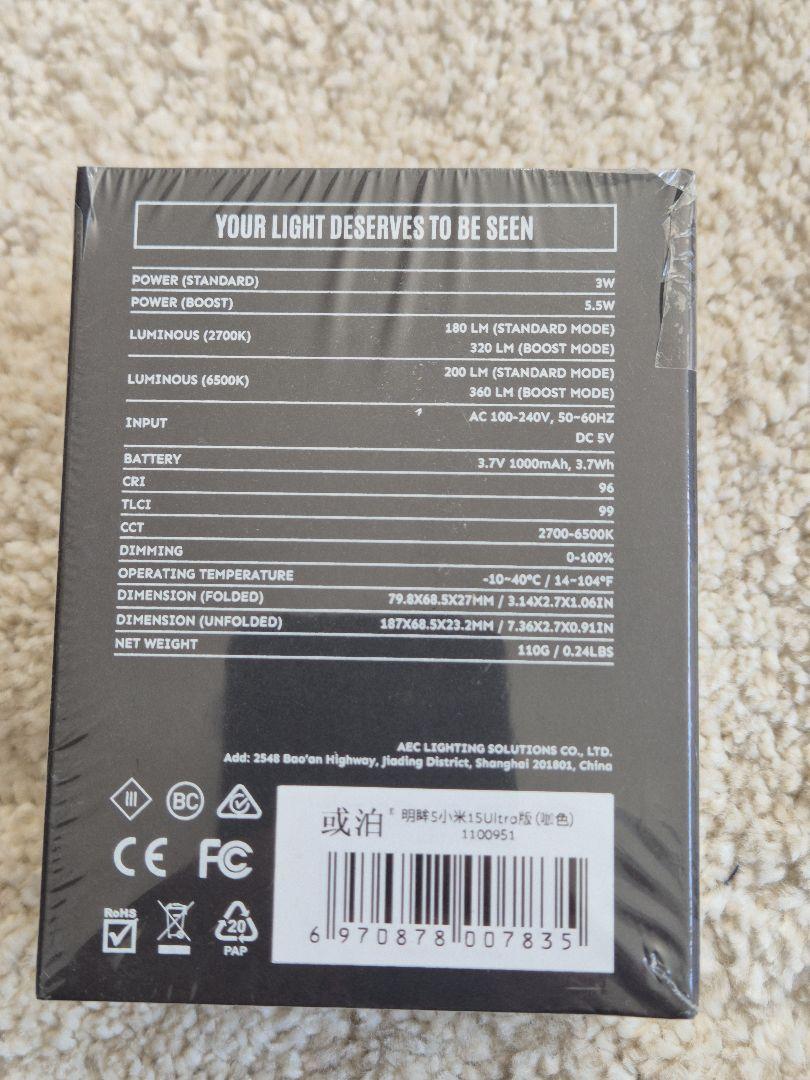 YOUR LIGHT DESERVES TO BE SEEN
POWER (STANDARD) 3W
POWER (BOOST) 5.5W
LUMINOUS (2700K) 180 LM (STANDARD MODE)
320 LM (BOOST MODE)
LUMINOUS (6500K) 200 LM (STANDARD MODE)
360 LM (BOOST MODE)
INPUT AC 100-240V, 50~60HZ
DC 5V
BATTERY 3.7V 1000mAh, 3.7Wh
CRI 96
TLCI 99
CCT 2700-6500K
DIMMING 0-100%
OPERATING TEMPERATURE -10~40°C / 14~104°F
DIMENSION (FOLDED) 79.8X68.5X27MM / 3.14X2.7X1.06IN
DIMENSION (UNFOLDED) 187X68.5X23.2MM / 7.36X2.7X0.91IN
NET WEIGHT 110G / 0.24LBS
AEC LIGHTING SOLUTIONS CO., LTD.
Add: 2548 Bao'an Highway, Jiading District, Shanghai 201801, China
III BC
CE FC
RoHS 20
PAP
或泊 明眸S小米15Ultra版(咖色)
1100951
6 970878 007835